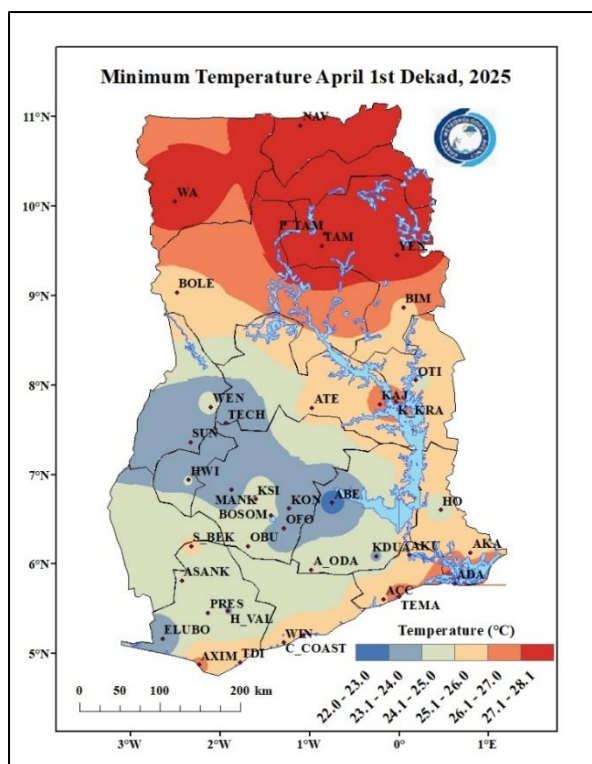 Minimum Temperature April 1st Dekad, 2025
11°N
NAV
WA
10°N
P_TAM
TAM
YEN
BOLE
9°N
BIM
OTI
8°N
WEN
ATE
KAJ
K_KRA
TECH
SUN
7°N
HWI
MANK
KSI
KON
ABE
BOSOM
OFO
HO
S_BEK
OBU
KDUA
AKU
AKA
6°N
A_ODA
ASANK
ADA
PRES
H_VAL
ACC
TEMA
ELUBO
WIN
C_COAST
Temperature (°C)
5°N
AXIM
TDI
22.0 - 23.0
23.1 - 24.0
24.1 - 25.0
25.1 - 26.0
26.1 - 27.0
27.1 - 28.1
0 50 100 200 km
3°W 2°W 1°W 0° 1°E